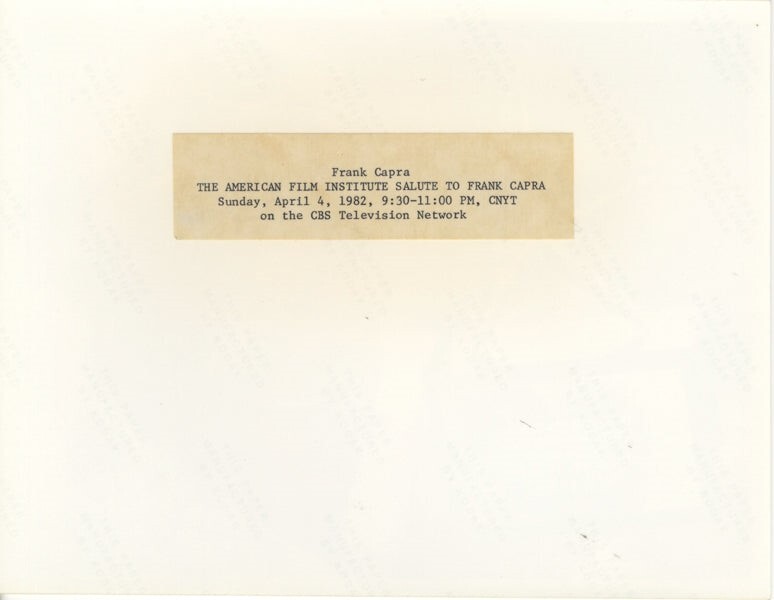 Frank Capra
THE AMERICAN FILM INSTITUTE SALUTE TO FRANK CAPRA
Sunday, April 4, 1982, 9:30-11:00 PM, CNYT
on the CBS Television Network